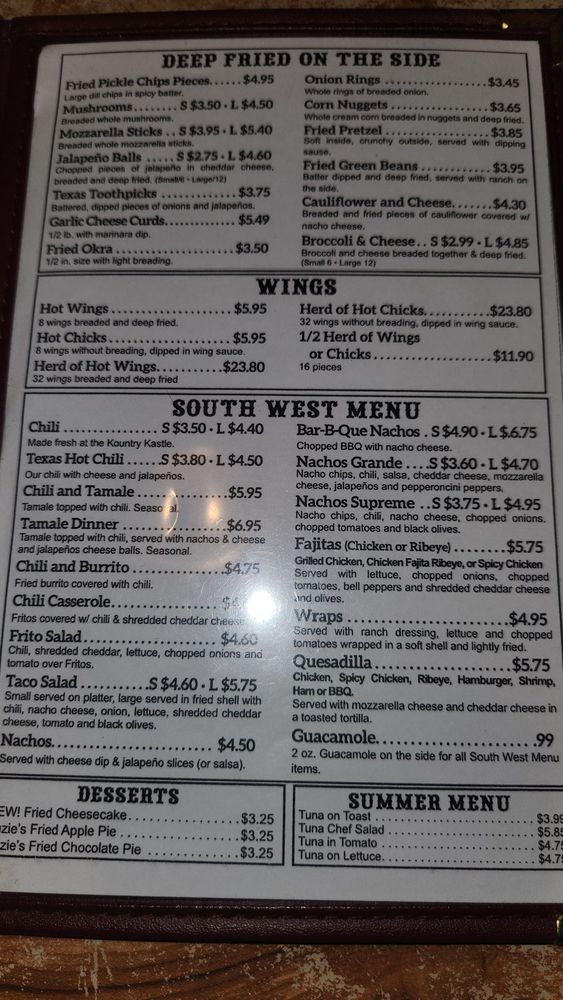 DEEP FRIED ON THE SIDE
Fried Pickle Chips Pieces......$4.95
Large dill chips in spicy batter.
Mushrooms.........S $3.50 • L $4.50
Breaded whole mushrooms.
Mozzarella Sticks .. S $3.95 • L $5.40
Breaded whole mozzarella sticks.
Jalapeño Balls ..... S $2.75 • L $4.60
Chopped pieces of jalapeño in cheddar cheese,
breaded and deep fried. (Small/6 • Large/12)
Texas Toothpicks ................$3.75
Battered, dipped pieces of onions and jalapeños.
Garlic Cheese Curds..............$5.49
1/2 lb. with marinara dip.
Fried Okra ......................$3.50
1/2 in. size with light breading.
Onion Rings ....................$3.45
Whole rings of breaded onion.
Corn Nuggets ...................$3.65
Whole cream corn breaded in nuggets and deep fried.
Fried Pretzel ...................$3.85
Soft inside, crunchy outside, served with dipping
sauce.
Fried Green Beans ..............$3.95
Batter dipped and deep fried, served with ranch on
the side.
Cauliflower and Cheese.......$4.30
Breaded and fried pieces of cauliflower covered w/
nacho cheese.
Broccoli & Cheese.. S $2.99 • L $4.85
Broccoli and cheese breaded together & deep fried.
(Small 6 • Large 12)
WINGS
Hot Wings......................$5.95
8 wings breaded and deep fried.
Hot Chicks.....................$5.95
8 wings without breading, dipped in wing sauce.
Herd of Hot Wings...........$23.80
32 wings breaded and deep fried
Herd of Hot Chicks...........$23.80
32 wings without breading, dipped in wing sauce.
1/2 Herd of Wings
or Chicks....................$11.90
16 pieces
SOUTH WEST MENU
Chili ................S $3.50 • L $4.40
Made fresh at the Kountry Kastle.
Texas Hot Chili ......S $3.80 • L $4.50
Our chili with cheese and jalapeños.
Chili and Tamale ...............$5.95
Tamale topped with chili.
Tamale Dinner ..................$6.95
Tamale topped with chili, served with nachos & cheese
and jalapeños cheese balls. Seasonal.
Chili and Burrito ................$4.75
Fried burrito covered with chili.
Chili Casserole...................
Fritos covered w/ chili & shredded cheddar cheese
Frito Salad.......................$4.60
Chili, shredded cheddar, lettuce, chopped onions and
tomato over Fritos.
Taco Salad ...........S $4.60 • L $5.75
Small served on platter, large served in fried shell with
chili, nacho cheese, onion, lettuce, shredded cheddar
cheese, tomato and black olives.
Nachos........................ $4.50
Served with cheese dip & jalapeño slices (or salsa).
Bar-B-Que Nachos . S $4.90 • L $6.75
Chopped BBQ with nacho cheese.
Nachos Grande ....S $3.60 • L $4.70
Nacho chips, chili, salsa, cheddar cheese, mozzarella
cheese, jalapeños and pepperoncini peppers.
Nachos Supreme ..S $3.75 • L $4.95
Nacho chips, chili, nacho cheese, chopped onions,
chopped tomatoes and black olives.
Fajitas (Chicken or Ribeye) ........$5.75
Grilled Chicken, Chicken Fajita Ribeye, or Spicy Chicken
Served with lettuce, chopped onions, chopped
tomatoes, bell peppers and shredded cheddar cheese
and olives.
Wraps ..........................$4.95
Served with ranch dressing, lettuce and chopped
tomatoes wrapped in a soft shell and lightly fried.
Quesadilla......................$5.75
Chicken, Spicy Chicken, Ribeye, Hamburger, Shrimp,
Ham or BBQ.
Served with mozzarella cheese and cheddar cheese in
a toasted tortilla.
Guacamole........................99
2 oz. Guacamole on the side for all South West Menu
items.
DESSERTS
EW! Fried Cheesecake................$3.25
zie's Fried Apple Pie ................$3.25
zie's Fried Chocolate Pie ............$3.25
SUMMER MENU
Tuna on Toast ........................$3.99
Tuna Chef Salad ......................$5.8
Tuna in Tomato .......................$4.7
Tuna on Lettuce.......................$4.7